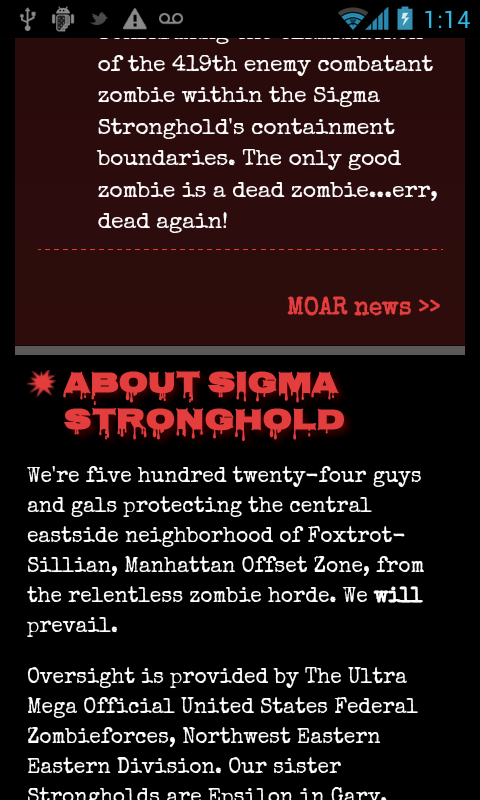 1:14
of the 419th enemy combatant
zombie within the Sigma
Stronghold's containment
boundaries. The only good
zombie is a dead zombie...err,
dead again!
MOAR news >>
ABOUT SIGMA
STRONGHOLD
We're five hundred twenty-four guys
and gals protecting the central
eastside neighborhood of Foxtrot-
Sillian, Manhattan Offset Zone, from
the relentless zombie horde. We will
prevail.
Oversight is provided by The Ultra
Mega Official United States Federal
Zombieforces, Northwest Eastern
Eastern Division. Our sister
Strongholds are Epsilon in Gary,